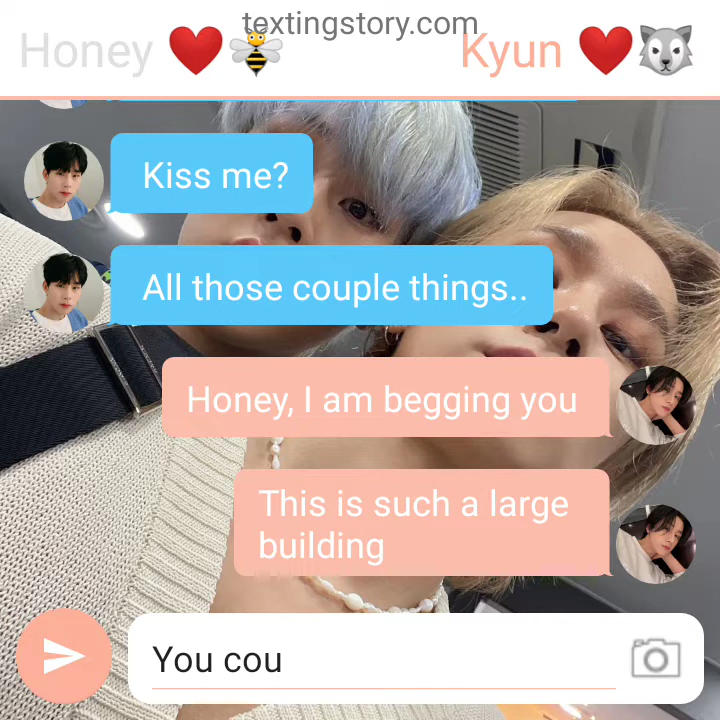 textingstory.com
Honey ❤️🐝
Kyun ❤️🐺
Kiss me?
All those couple things..
Honey, I am begging you
This is such a large
building
You cou